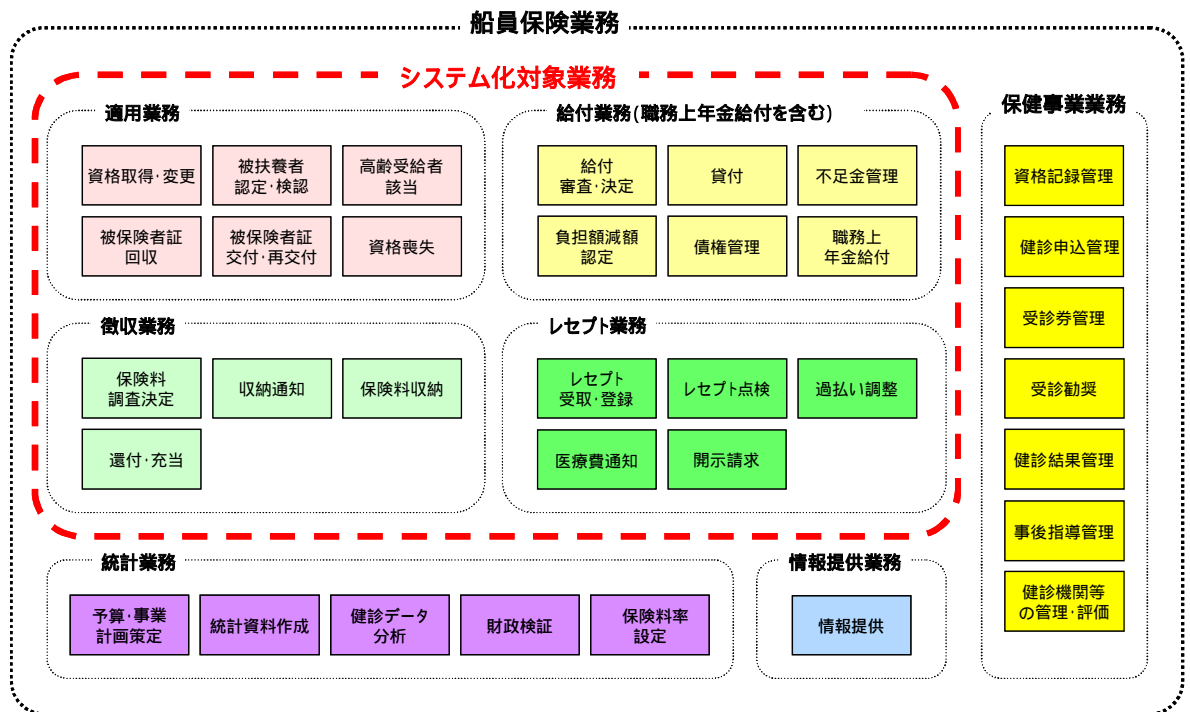 船員保険業務
システム化対象業務
適用業務
資格取得･変更
被扶養者
認定･検認
高齢受給者
該当
被保険者証
回収
被保険者証
交付･再交付
資格喪失
給付業務(職務上年金給付を含む)
給付
審査･決定
貸付
不足金管理
負担額減額
認定
債権管理
職務上
年金給付
徴収業務
保険料
調査決定
収納通知
保険料収納
還付･充当
レセプト業務
レセプト
受取･登録
レセプト点検
過払い調整
医療費通知
開示請求
統計業務
予算･事業
計画策定
統計資料作成
健診データ
分析
財政検証
保険料率
設定
情報提供業務
情報提供
保健事業業務
資格記録管理
健診申込管理
受診券管理
受診勧奨
健診結果管理
事後指導管理
健診機関等
の管理･評価